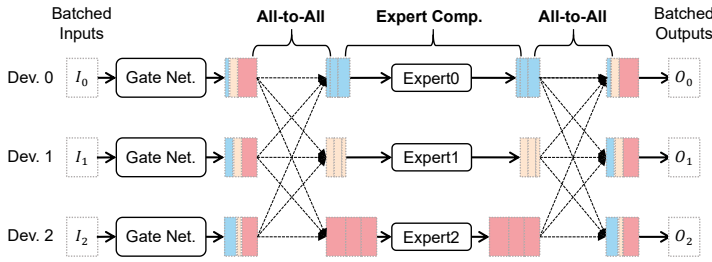 Batched
Inputs
All-to-All
Expert Comp.
All-to-All
Batched
Outputs
Dev. 0
I₀
Gate Net.
Expert0
O₀
Dev. 1
I₁
Gate Net.
Expert1
O₁
Dev. 2
I₂
Gate Net.
Expert2
O₂